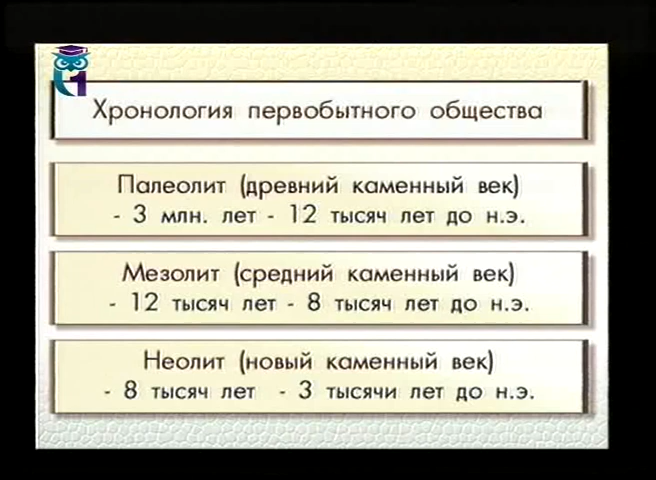 1
Хронология первобытного общества
Палеолит (древний каменный век)
- 3 млн. лет - 12 тысяч лет до н.э.
Мезолит (средний каменный век)
- 12 тысяч лет - 8 тысяч лет до н.э.
Неолит (новый каменный век)
- 8 тысяч лет - 3 тысячи лет до н.э.